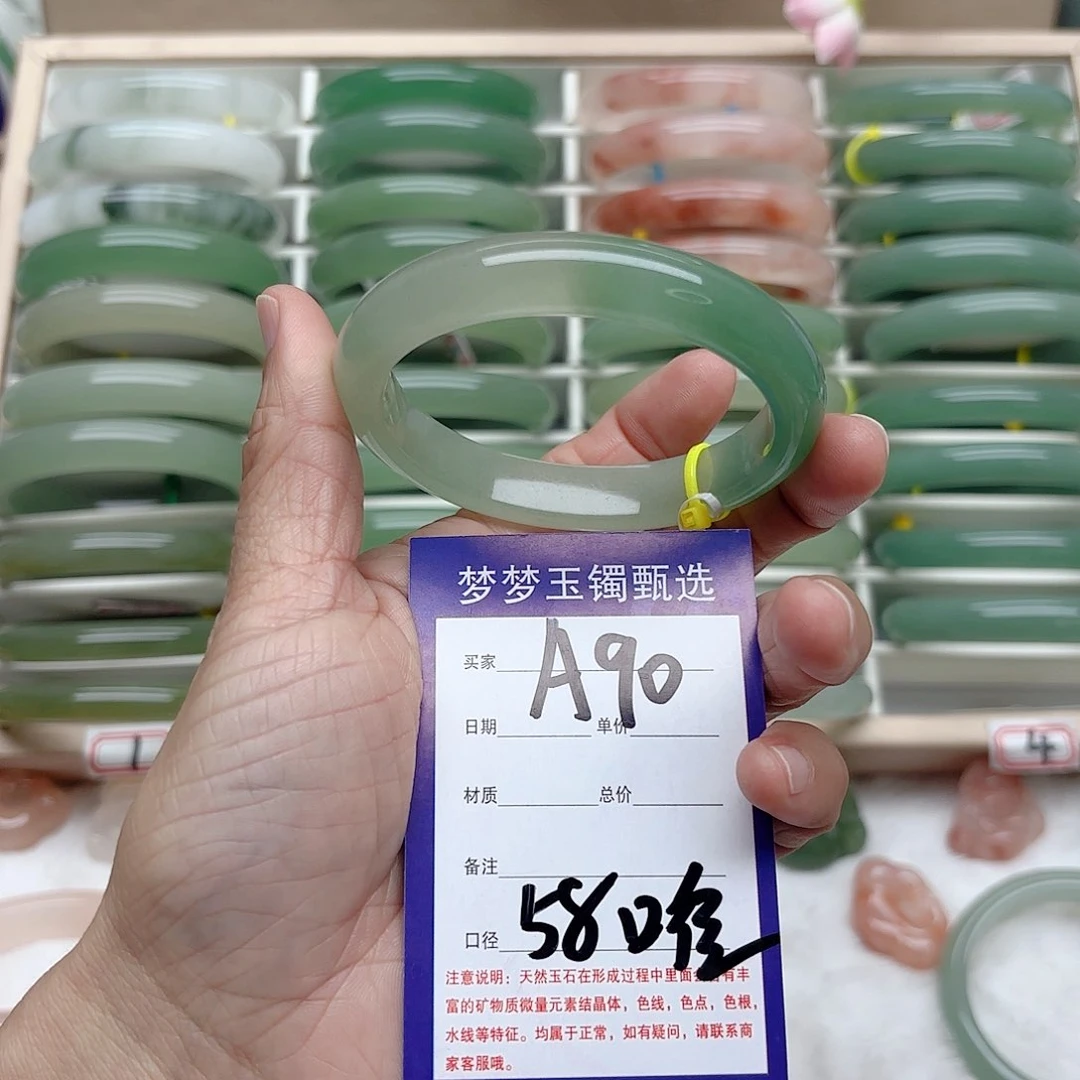 梦梦玉镯甄选
买家 A90
日期 单价
材质 总价
备注
口径 58口
注意说明：天然玉石在形成过程中里面会有丰
富的矿物质微量元素结晶体，色线，色点，色根，
水线等特征。均属于正常，如有疑问，请联系商
家客服哦。
1
4